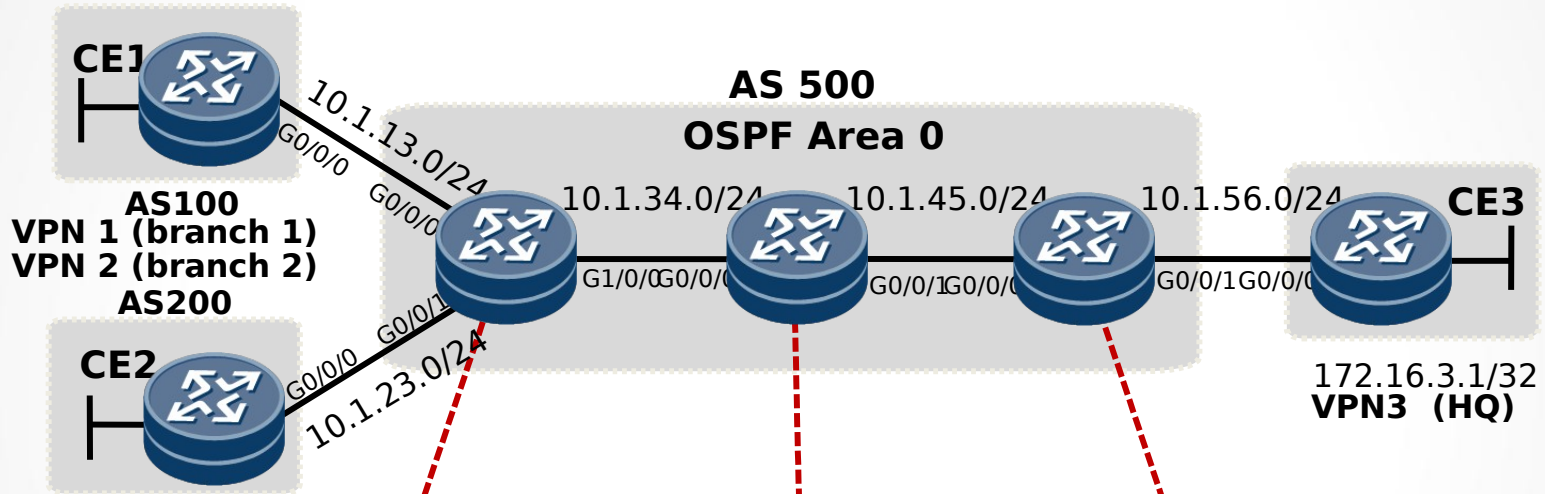 CE1
10.1.13.0/24
G0/0/0
G0/0/0
AS100
VPN 1 (branch 1)
VPN 2 (branch 2)
AS200
CE2
G0/0/0
G0/0/1
10.1.23.0/24
AS 500
OSPF Area 0
10.1.34.0/24
10.1.45.0/24
10.1.56.0/24
G1/0/0
G0/0/0
G0/0/1
G0/0/0
G0/0/1
G0/0/0
CE3
172.16.3.1/32
VPN3 (HQ)